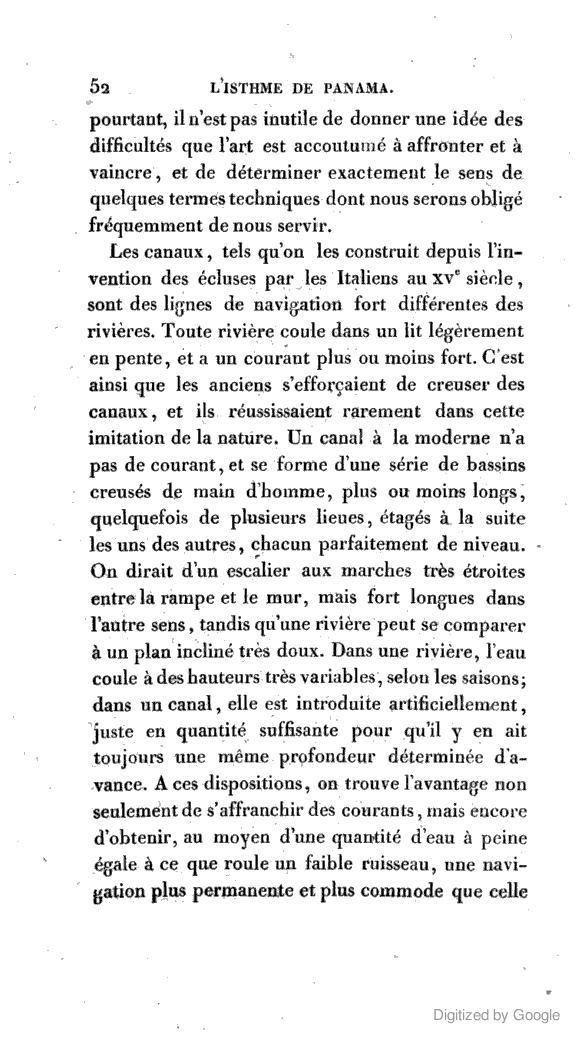 52 L'ISTHME DE PANAMA.
pourtant, il n'est pas inutile de donner une idée des
difficultés que l'art est accoutumé à affronter et à
vaincre, et de déterminer exactement le sens de
quelques termes techniques dont nous serons obligé
fréquemment de nous servir.
Les canaux, tels qu'on les construit depuis l'in-
vention des écluses par les Italiens au XVe siècle,
sont des lignes de navigation fort différentes des
rivières. Toute rivière coule dans un lit légèrement
en pente, et a un courant plus ou moins fort. C'est
ainsi que les anciens s'efforçaient de creuser des
canaux, et ils réussissaient rarement dans cette
imitation de la nature. Un canal à la moderne n'a
pas de courant, et se forme d'une série de bassins
creusés de main d'homme, plus ou moins longs,
quelquefois de plusieurs lieues, étagés à la suite
les uns des autres, chacun parfaitement de niveau.
On dirait d'un escalier aux marches très étroites
entre la rampe et le mur, mais fort longues dans
l'autre sens, tandis qu'une rivière peut se comparer
à un plan incliné très doux. Dans une rivière, l'eau
coule à des hauteurs très variables, selon les saisons;
dans un canal, elle est introduite artificiellement,
juste en quantité suffisante pour qu'il y en ait
toujours une même profondeur déterminée d'a-
vance. A ces dispositions, on trouve l'avantage non
seulement de s'affranchir des courants, mais encore
d'obtenir, au moyen d'une quantité d'eau à peine
égale à ce que roule un faible ruisseau, une navi-
gation plus permanente et plus commode que celle
Digitized by Google